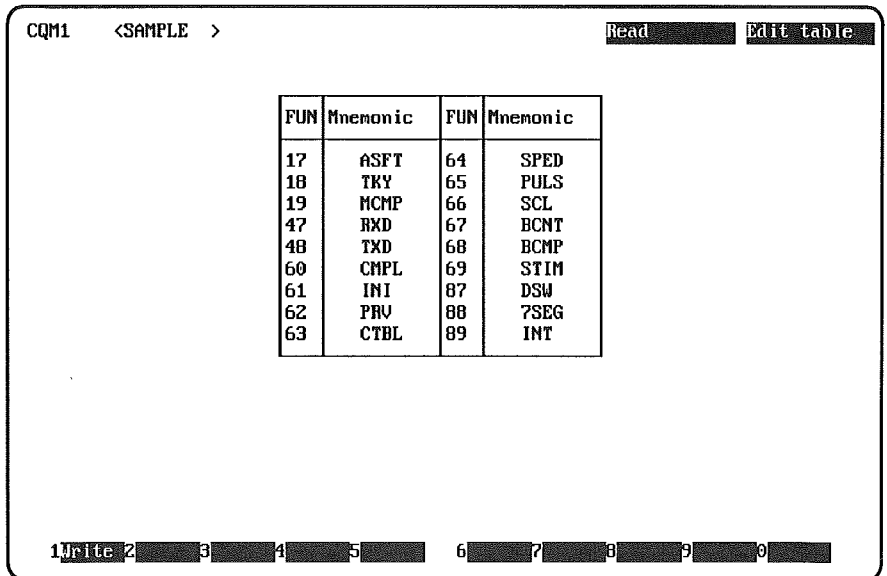 CQM1 <SAMPLE > Read Edit table
FUN Mnemonic FUN Mnemonic
17 ASFT 64 SPED
18 TKY 65 PULS
19 MCMP 66 SCL
47 RXD 67 BCNT
48 TXD 68 BCMP
60 CMPL 69 STIM
61 INI 87 DSW
62 PRV 88 7SEG
63 CTBL 89 INT
1Write 2 3 4 5 6 7 8 9 0